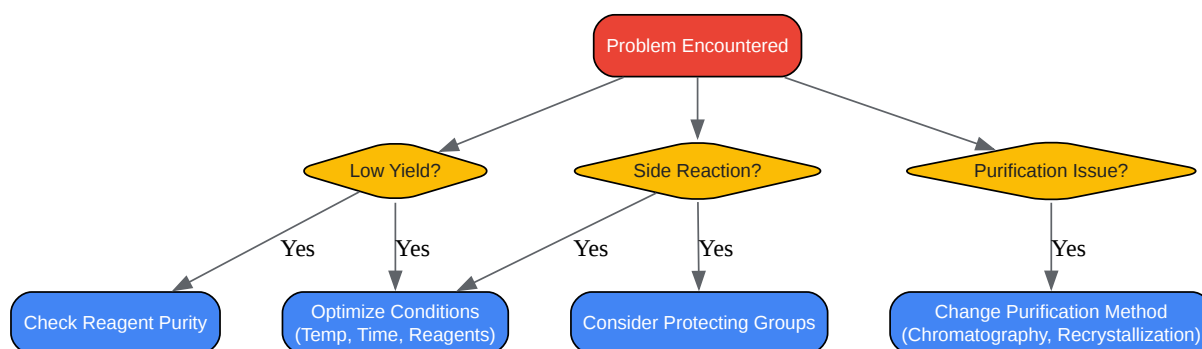 Problem Encountered
Low Yield?
Side Reaction?
Purification Issue?
Yes
Yes
Yes
Yes
Yes
Check Reagent Purity
Optimize Conditions
(Temp, Time, Reagents)
Consider Protecting Groups
Change Purification Method
(Chromatography, Recrystallization)